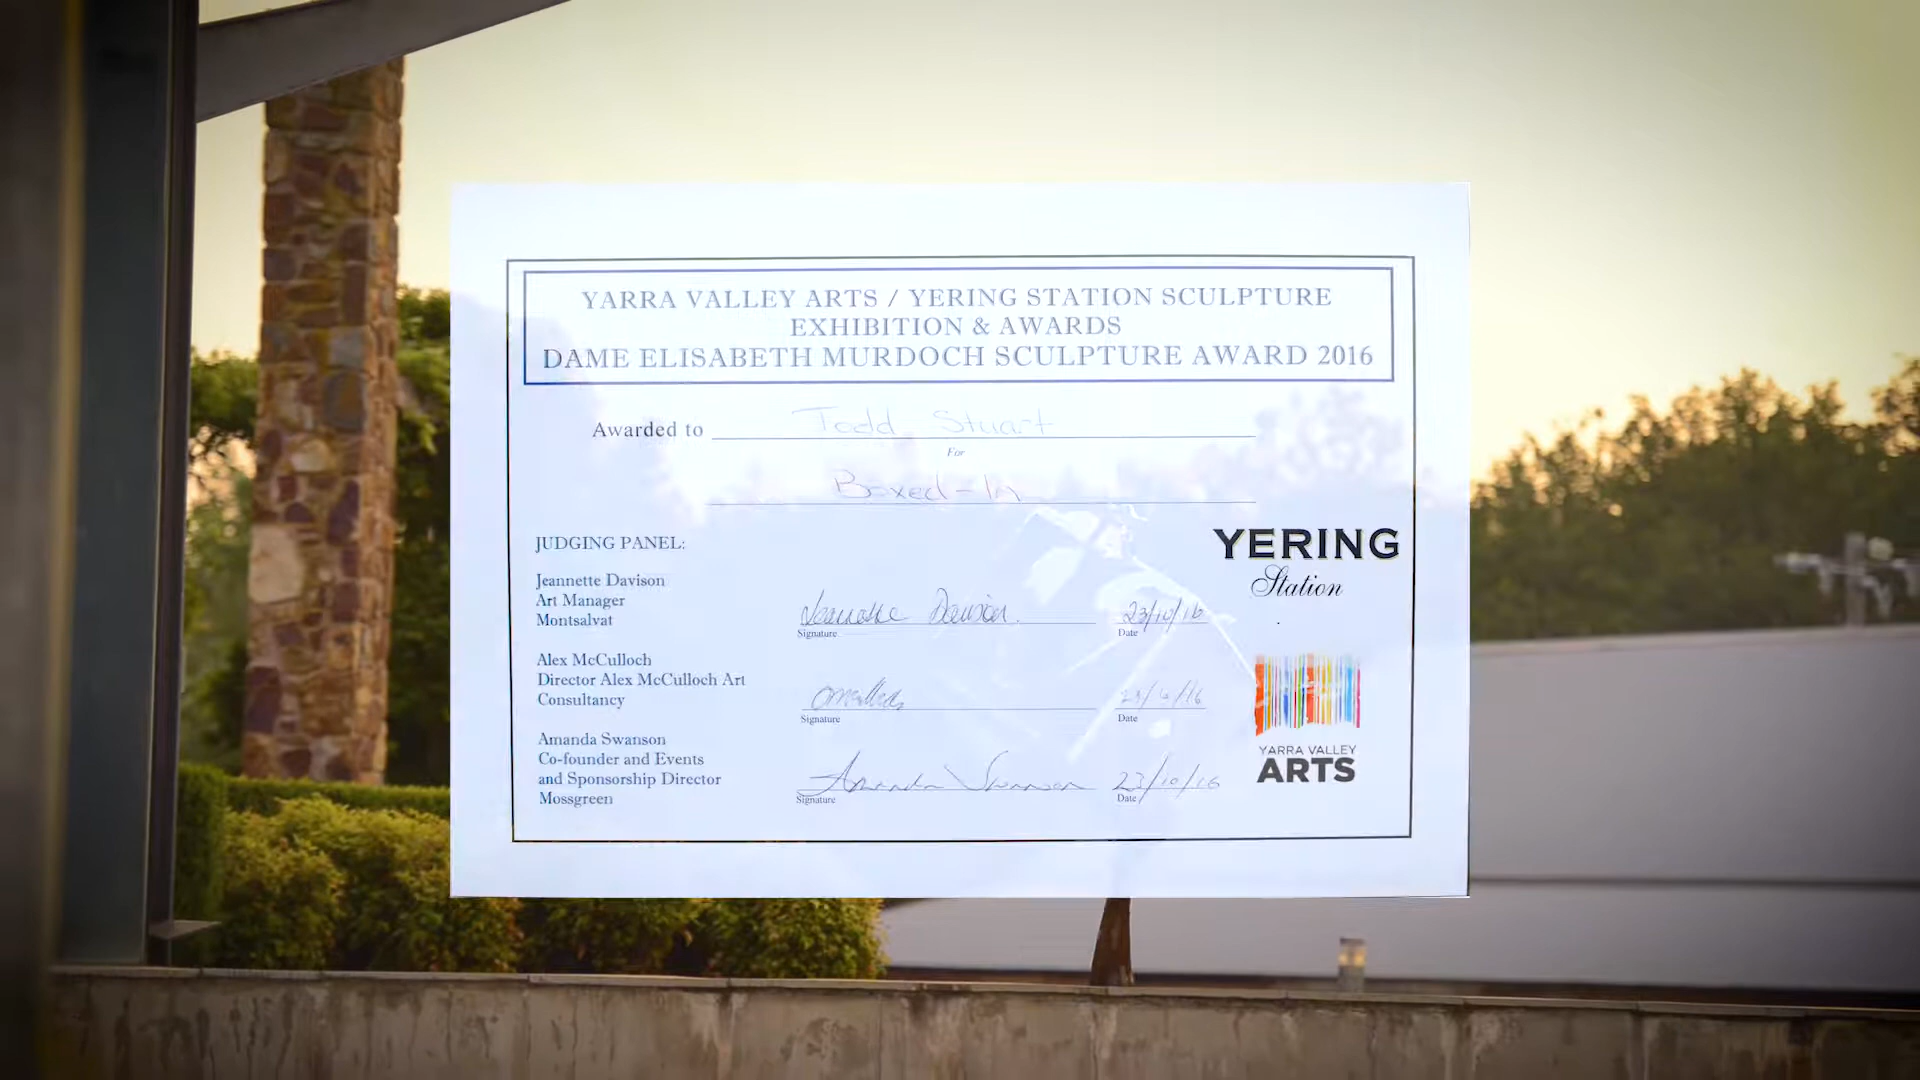 YARRA VALLEY ARTS / YERING STATION SCULPTURE
EXHIBITION & AWARDS
DAME ELISABETH MURDOCH SCULPTURE AWARD 2016
Awarded to Todd Stuart
For
Boxed-In
JUDGING PANEL:
Jeannette Davison
Art Manager
Montsalvat
Jeannette Davison
Signature
23/10/16
Date
Alex McCulloch
Director Alex McCulloch Art
Consultancy
Signature
Date
Amanda Swanson
Co-founder and Events
and Sponsorship Director
Mossgreen
Amanda Swanson
Signature
23/10/16
Date
YERING
Station
YARRA VALLEY
ARTS